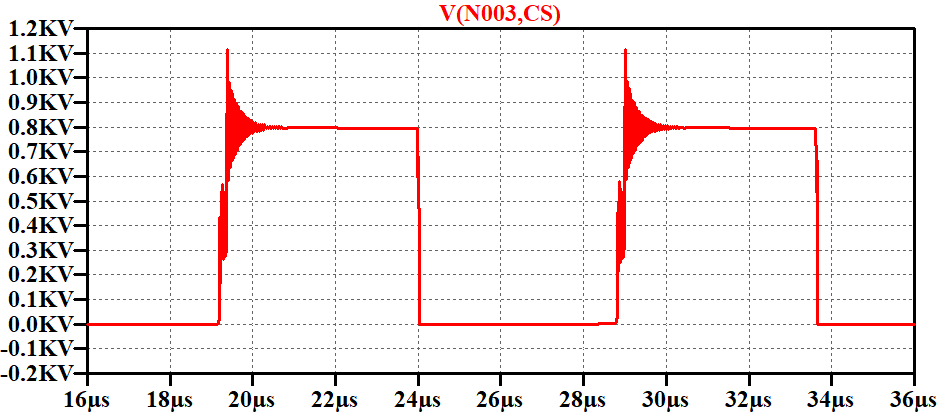 V(N003,CS)
1.2KV
1.1KV
1.0KV
0.9KV
0.8KV
0.7KV
0.6KV
0.5KV
0.4KV
0.3KV
0.2KV
0.1KV
0.0KV
-0.1KV
-0.2KV
16µs 18µs 20µs 22µs 24µs 26µs 28µs 30µs 32µs 34µs 36µs